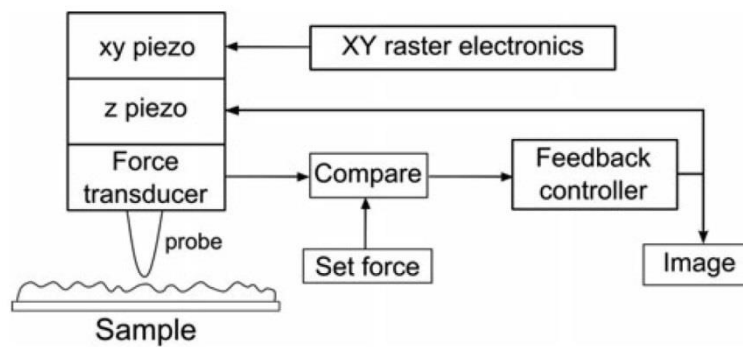 xy piezo
XY raster electronics
z piezo
Force
transducer
Compare
Feedback
controller
probe
Set force
Image
Sample